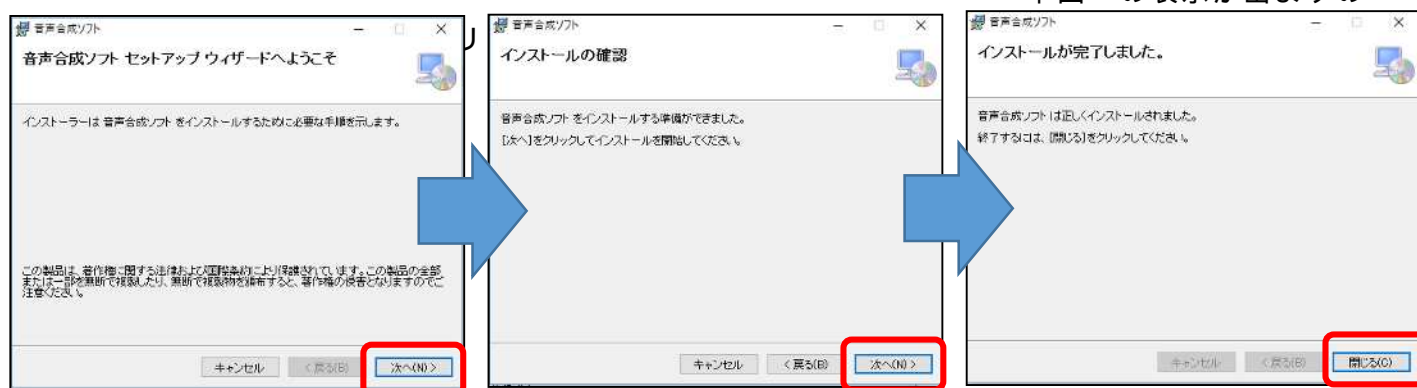 下図の表示が出ますの
リ
音声合成ソフト
音声合成ソフト セットアップ ウィザードへようこそ
インストーラーは 音声合成ソフト をインストールするために必要な手順を示します。
この製品は、著作権に関する法律および国際条約により保護されています。この製品の全部
または一部を無断で複製したり、無断で複製物を頒布すると、著作権の侵害となりますのでご
注意ください。
キャンセル
< 戻る(B)
次へ(N) >
音声合成ソフト
インストールの確認
音声合成ソフト をインストールする準備ができました。
[次へ]をクリックしてインストールを開始してください。
キャンセル
< 戻る(B)
次へ(N) >
音声合成ソフト
インストールが完了しました。
音声合成ソフト は正しくインストールされました。
終了するには、[閉じる]をクリックしてください。
キャンセル
< 戻る(B)
閉じる(C)